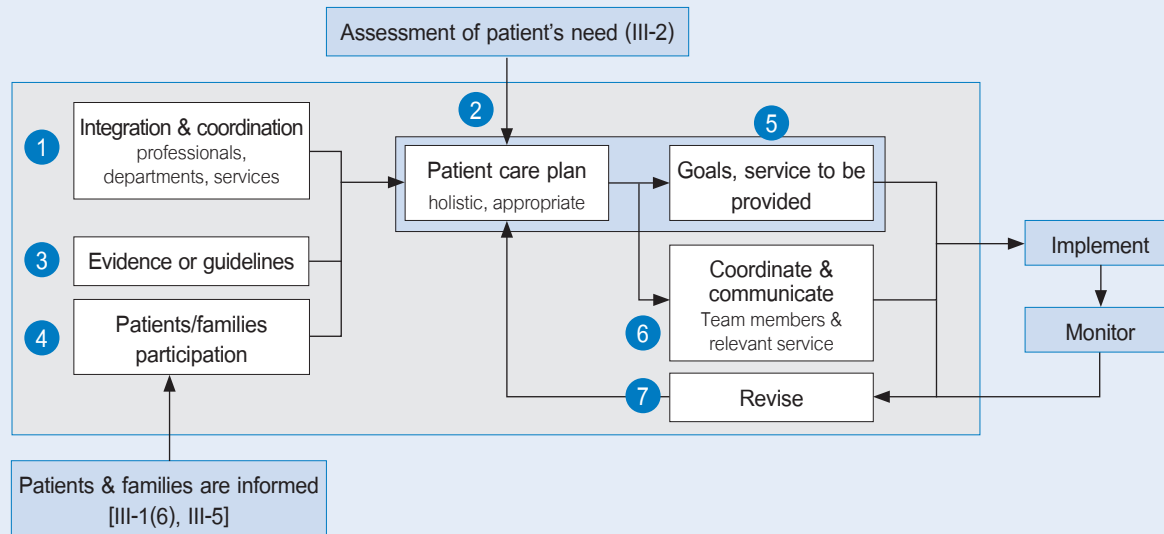 Assessment of patient's need (III-2)
1
Integration & coordination
professionals,
departments, services
2
Patient care plan
holistic, appropriate
5
Goals, service to be
provided
3
Evidence or guidelines
4
Patients/families
participation
6
Coordinate &
communicate
Team members &
relevant service
7
Revise
Implement
Monitor
Patients & families are informed
[III-1(6), III-5]